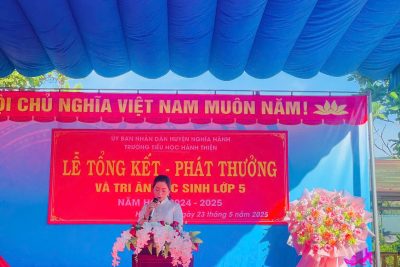 ỘI CHỦ NGHĨA VIỆT NAM MUÔN NĂM!
ỦY BAN NHÂN DÂN HUYỆN NGHĨA HÀNH
TRƯỜNG TIỂU HỌC HÀNH THIỆN
LỄ TỔNG KẾT - PHÁT THƯỞNG
VÀ TRI ÂN ỌC SINH LỚP 5
NĂM H 2024 - 2025
ngày 23 tháng 5 năm 2025